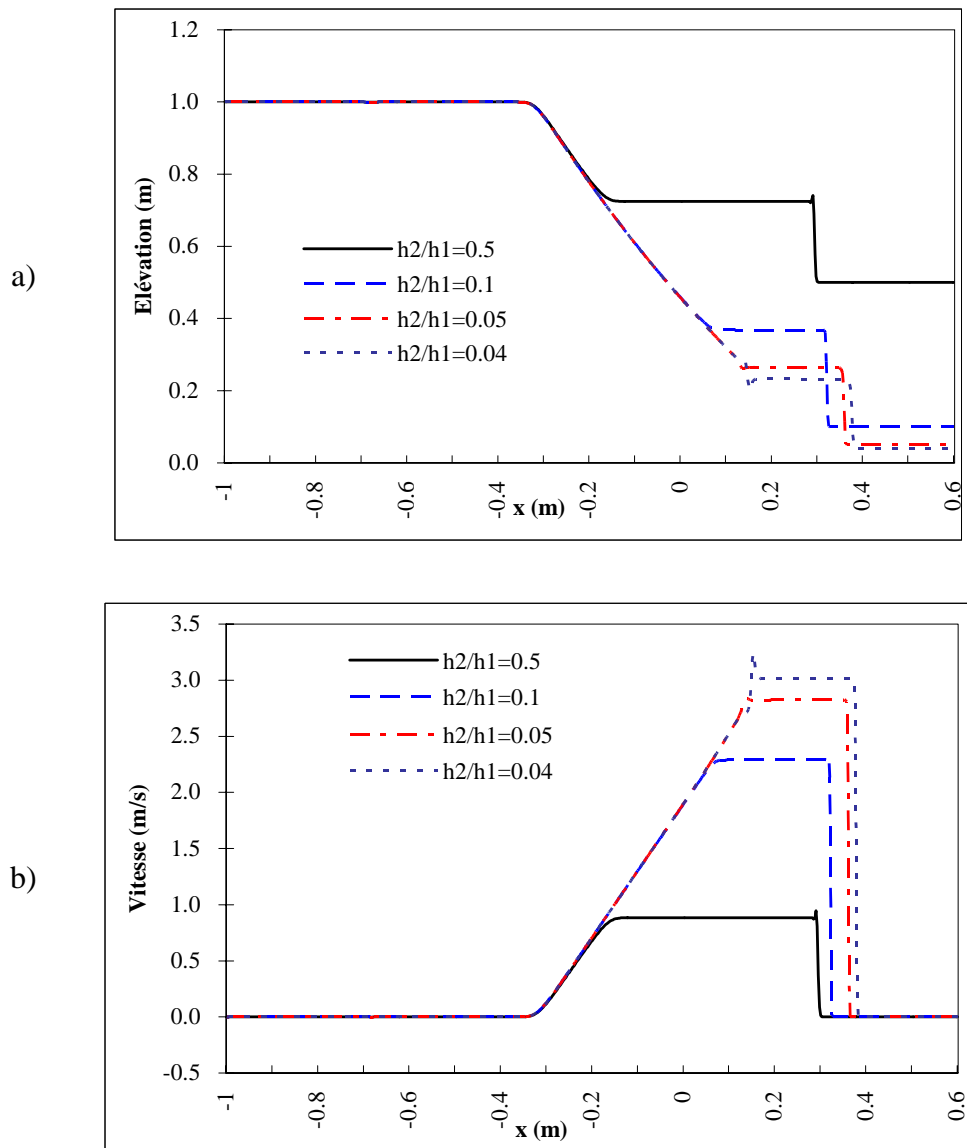 a)
Elévation (m)
1.2
1.0
0.8
0.6
0.4
0.2
0.0
h2/h1=0.5
h2/h1=0.1
h2/h1=0.05
h2/h1=0.04
-1
-0.8
-0.6
-0.4
-0.2
0
0.2
0.4
0.6
x (m)
b)
Vitesse (m/s)
3.5
3.0
2.5
2.0
1.5
1.0
0.5
0.0
-0.5
h2/h1=0.5
h2/h1=0.1
h2/h1=0.05
h2/h1=0.04
-1
-0.8
-0.6
-0.4
-0.2
0
0.2
0.4
0.6
x (m)